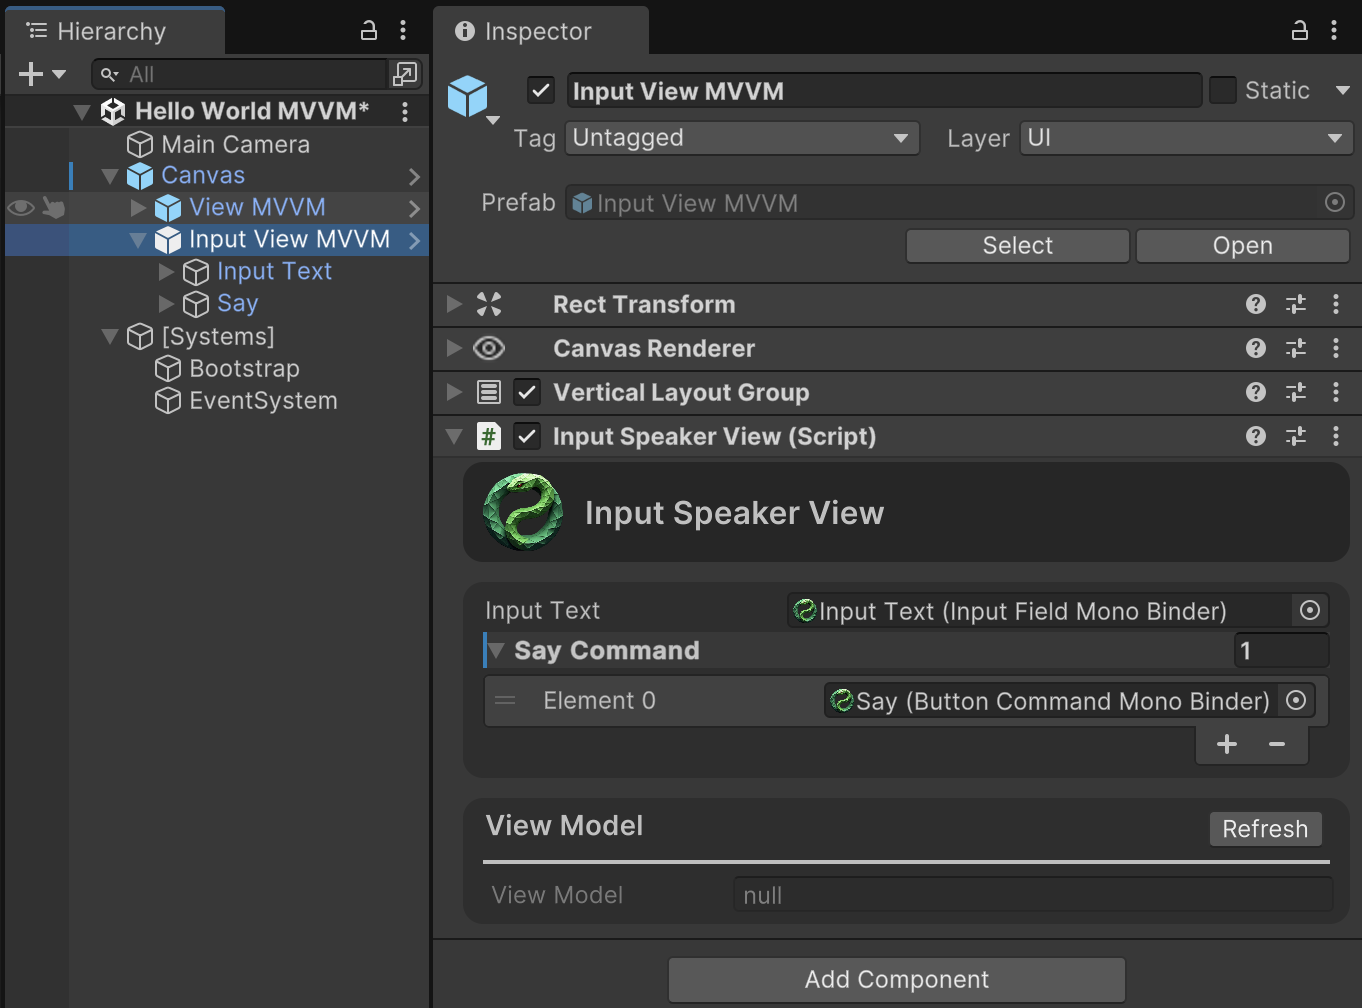 Hierarchy
All
Hello World MVVM*
Main Camera
Canvas
View MVVM
Input View MVVM
Input Text
Say
[Systems]
Bootstrap
EventSystem
Inspector
Input View MVVM
Static
Tag Untagged Layer UI
Prefab Input View MVVM
Select Open
Rect Transform
Canvas Renderer
Vertical Layout Group
# Input Speaker View (Script)
Input Speaker View
Input Text Input Text (Input Field Mono Binder)
Say Command 1
Element 0 Say (Button Command Mono Binder)
+ −
View Model Refresh
View Model null
Add Component